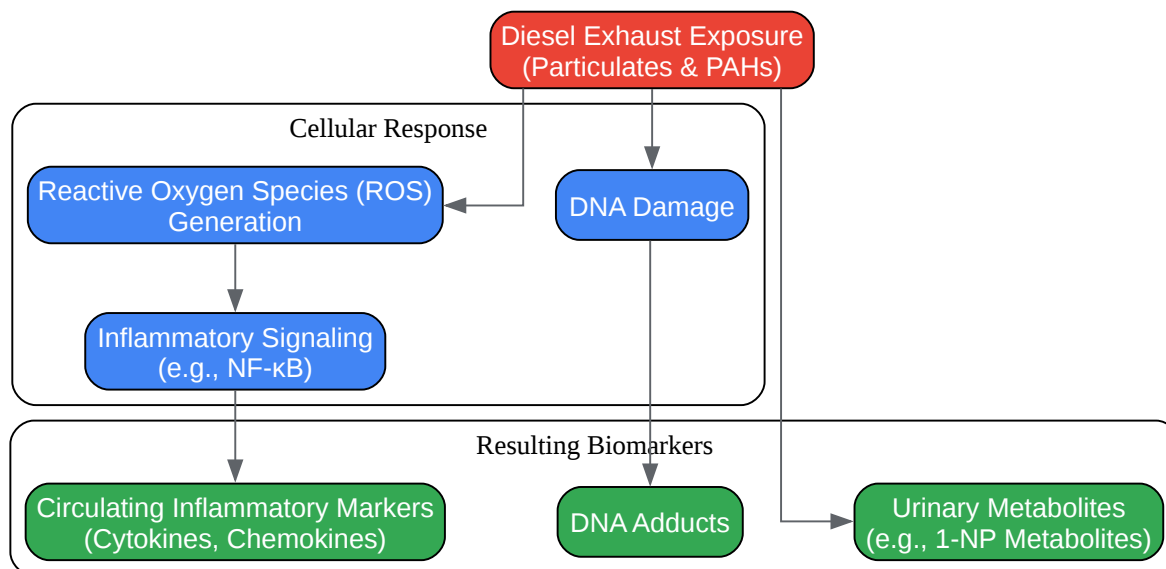 Diesel Exhaust Exposure
(Particulates & PAHs)
Cellular Response
Reactive Oxygen Species (ROS)
Generation
DNA Damage
Inflammatory Signaling
(e.g., NF-κB)
Resulting Biomarkers
Circulating Inflammatory Markers
(Cytokines, Chemokines)
DNA Adducts
Urinary Metabolites
(e.g., 1-NP Metabolites)